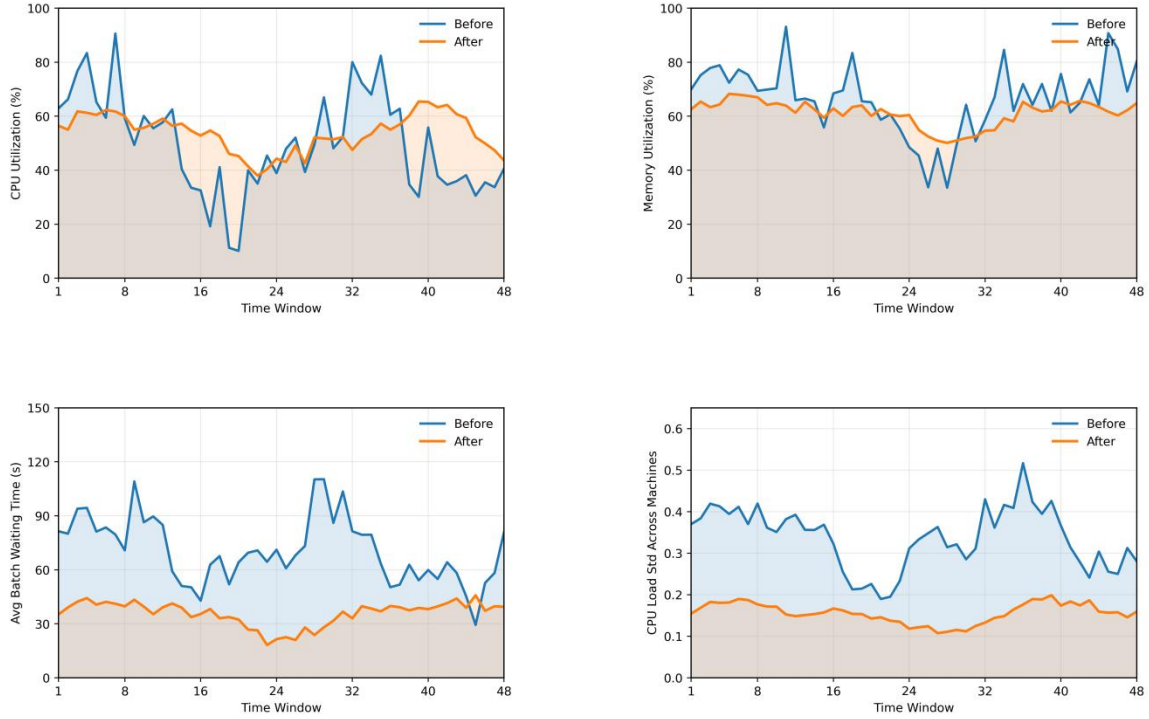 100
80
60
40
20
0
CPU Utilization (%)
Before
After
1 8 16 24 32 40 48
Time Window
100
80
60
40
20
0
Memory Utilization (%)
Before
After
1 8 16 24 32 40 48
Time Window
150
120
90
60
30
0
Avg Batch Waiting Time (s)
Before
After
1 8 16 24 32 40 48
Time Window
0.6
0.5
0.4
0.3
0.2
0.1
0.0
CPU Load Std Across Machines
Before
After
1 8 16 24 32 40 48
Time Window